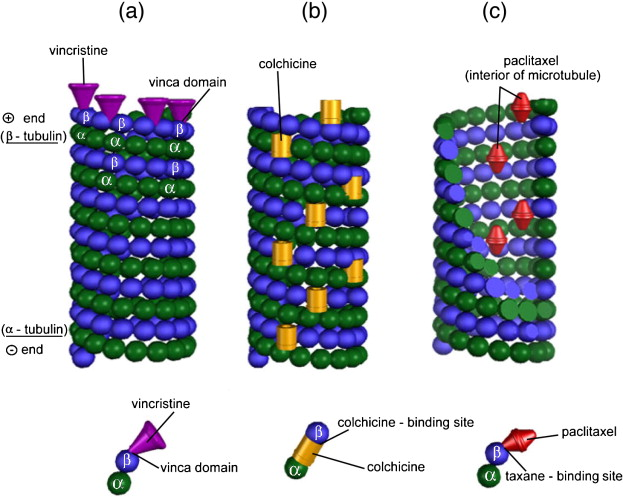 (a)
(b)
(c)
vincristine
vinca domain
colchicine
paclitaxel
(interior of microtubule)
⊕ end
(β - tubulin)
β β β
α α α
β β
α α
(α - tubulin)
⊖ end
vincristine
β
vinca domain
α
β
colchicine - binding site
colchicine
α
paclitaxel
β
taxane - binding site
α